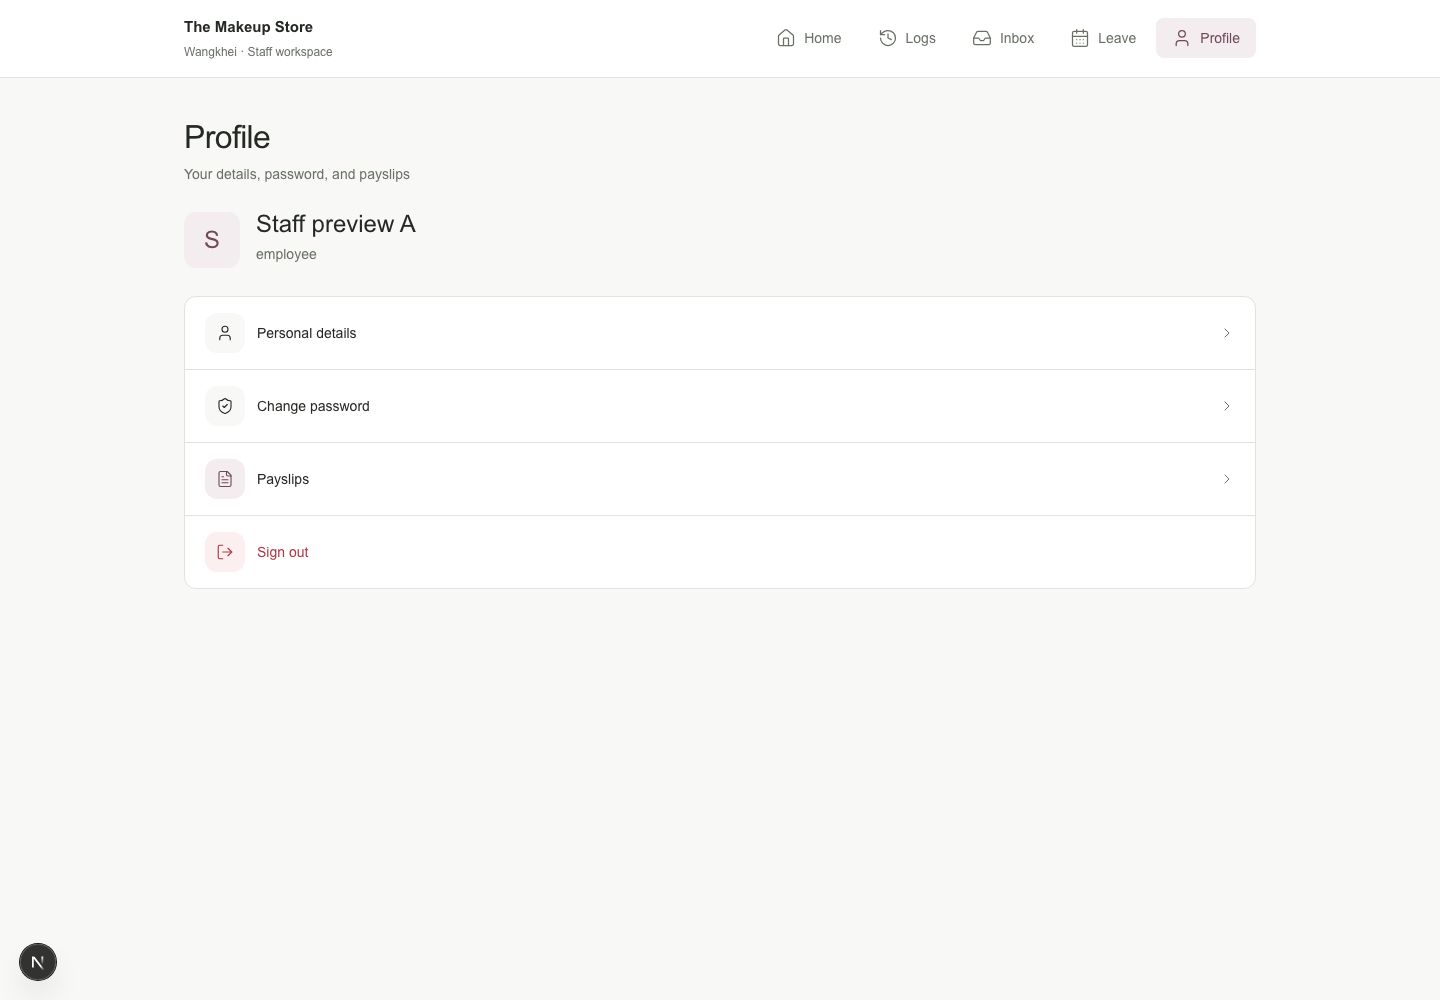 The Makeup Store
Wangkhei · Staff workspace
Home
Logs
Inbox
Leave
Profile
Profile
Your details, password, and payslips
S
Staff preview A
employee
Personal details
Change password
Payslips
Sign out
N